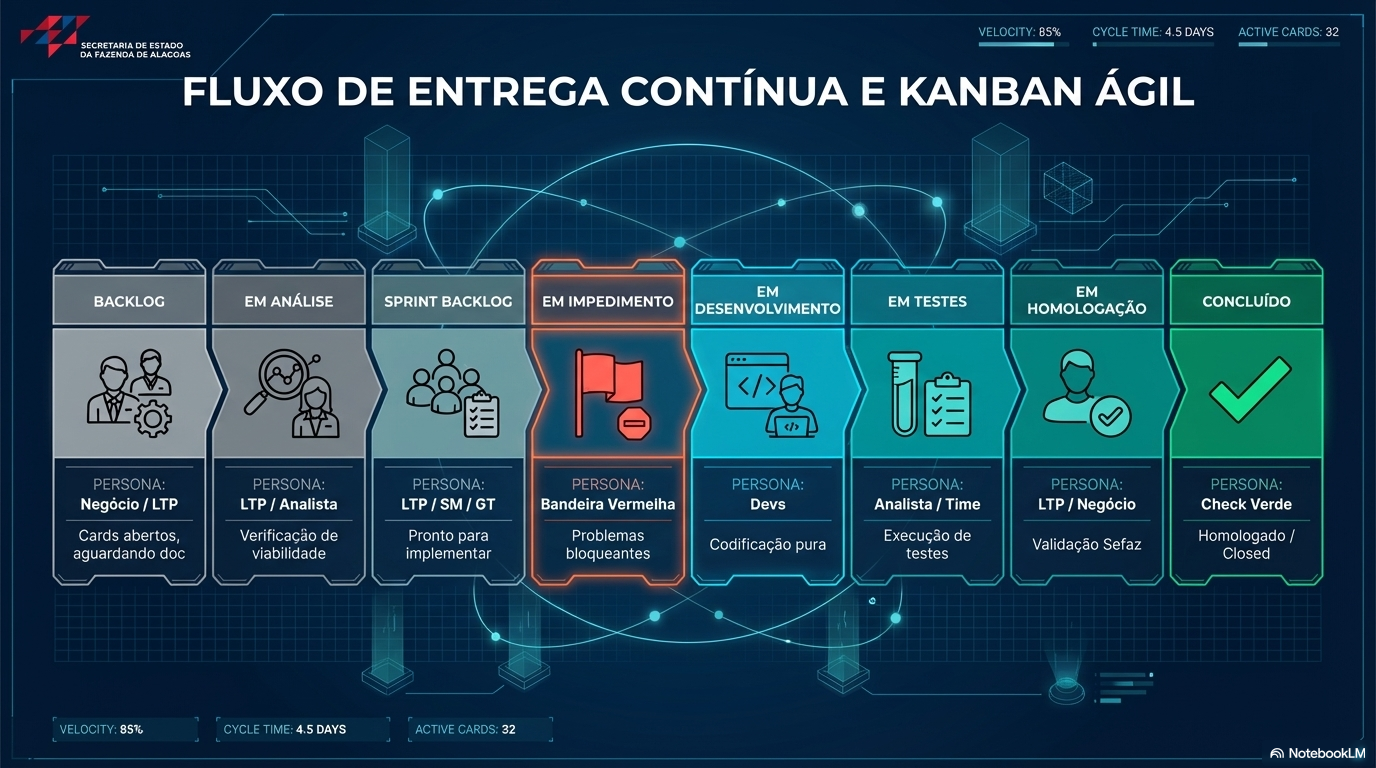 SECRETARIA DE ESTADO
DA FAZENDA DE ALAGOAS
VELOCITY: 85%
CYCLE TIME: 4.5 DAYS
ACTIVE CARDS: 32
FLUXO DE ENTREGA CONTÍNUA E KANBAN ÁGIL
BACKLOG
PERSONA:
Negócio / LTP
Cards abertos,
aguardando doc
EM ANÁLISE
PERSONA:
LTP / Analista
Verificação de
viabilidade
SPRINT BACKLOG
PERSONA:
LTP / SM / GT
Pronto para
implementar
EM IMPEDIMENTO
PERSONA:
Bandeira Vermelha
Problemas
bloqueantes
EM
DESENVOLVIMENTO
</>
PERSONA:
Devs
Codificação pura
EM TESTES
PERSONA:
Analista / Time
Execução de
testes
EM
HOMOLOGAÇÃO
PERSONA:
LTP / Negócio
Validação Sefaz
CONCLUÍDO
PERSONA:
Check Verde
Homologado /
Closed
VELOCITY: 85%
CYCLE TIME: 4.5 DAYS
ACTIVE CARDS: 32
NotebookLM